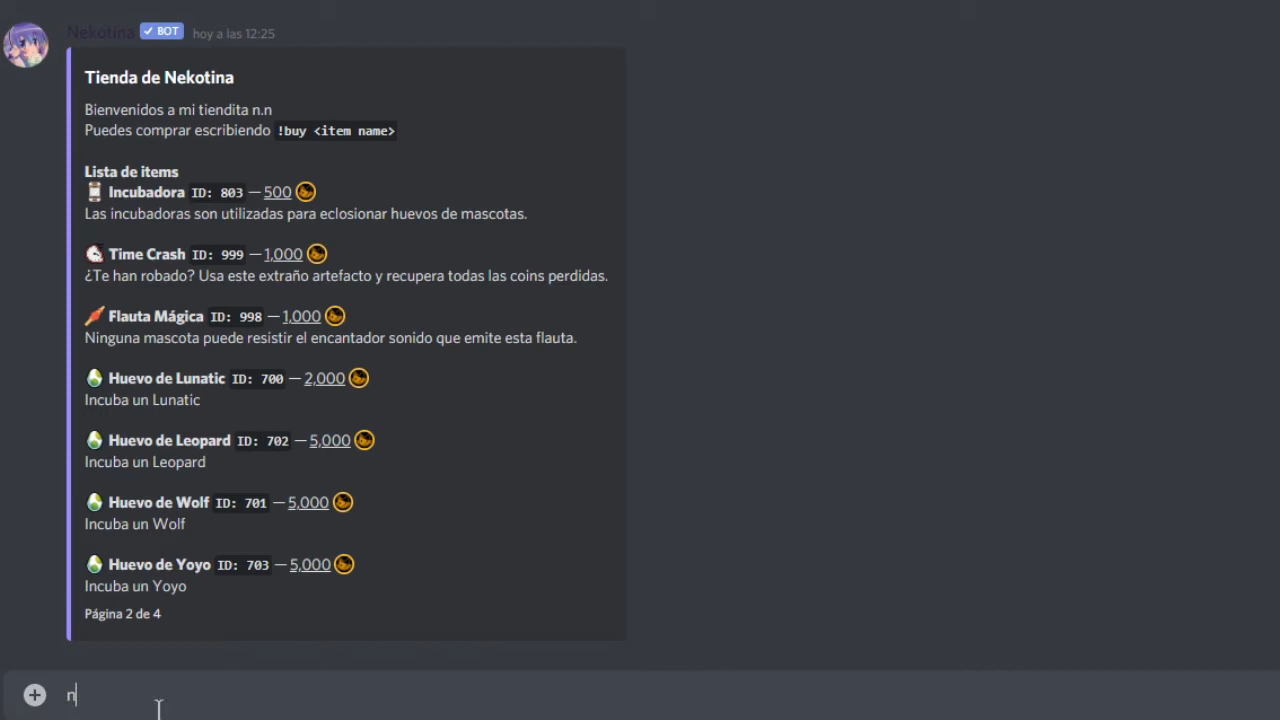 Nekotina ✓ BOT hoy a las 12:25
Tienda de Nekotina
Bienvenidos a mi tiendita n.n
Puedes comprar escribiendo !buy <item name>
Lista de items
Incubadora ID: 803 — 500
Las incubadoras son utilizadas para eclosionar huevos de mascotas.
Time Crash ID: 999 — 1,000
¿Te han robado? Usa este extraño artefacto y recupera todas las coins perdidas.
Flauta Mágica ID: 998 — 1,000
Ninguna mascota puede resistir el encantador sonido que emite esta flauta.
Huevo de Lunatic ID: 700 — 2,000
Incuba un Lunatic
Huevo de Leopard ID: 702 — 5,000
Incuba un Leopard
Huevo de Wolf ID: 701 — 5,000
Incuba un Wolf
Huevo de Yoyo ID: 703 — 5,000
Incuba un Yoyo
Página 2 de 4
n